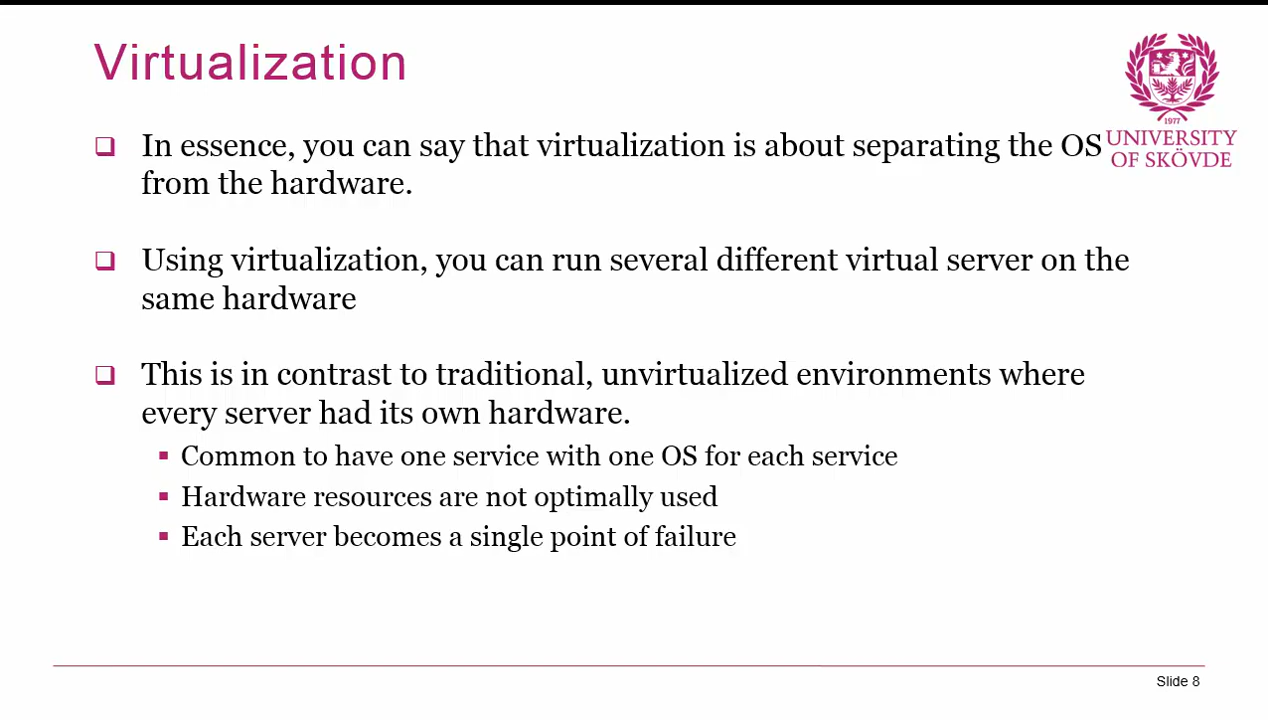 Virtualization
In essence, you can say that virtualization is about separating the OS
from the hardware.
Using virtualization, you can run several different virtual server on the
same hardware
This is in contrast to traditional, unvirtualized environments where
every server had its own hardware.
Common to have one service with one OS for each service
Hardware resources are not optimally used
Each server becomes a single point of failure
1977
UNIVERSITY
OF SKÖVDE
Slide 8